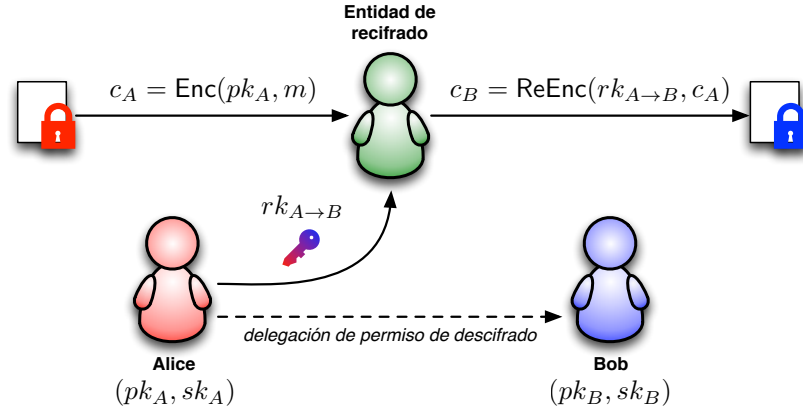 Entidad de
recifrado
c_A = Enc(pk_A, m)
c_B = ReEnc(rk_{A→B}, c_A)
rk_{A→B}
delegación de permiso de descifrado
Alice
Bob
(pk_A, sk_A)
(pk_B, sk_B)